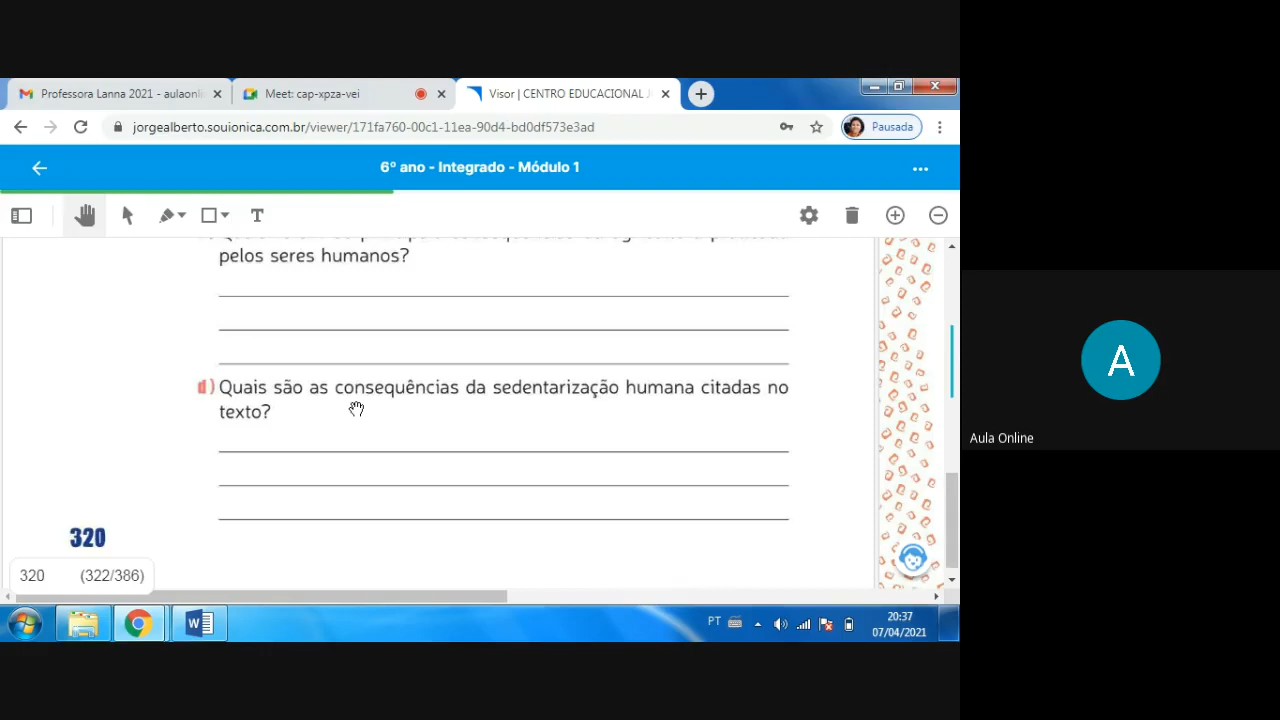 Professora Lanna 2021 - aulaonli
Meet: cap-xpza-vei
Visor | CENTRO EDUCACIONAL J
jorgealberto.souionica.com.br/viewer/171fa760-00c1-11ea-90d4-bd0df573e3ad
Pausada
6º ano - Integrado - Módulo 1
T
pelos seres humanos?
d) Quais são as consequências da sedentarização humana citadas no
texto?
320
320 (322/386)
A
Aula Online
PT
20:37
07/04/2021